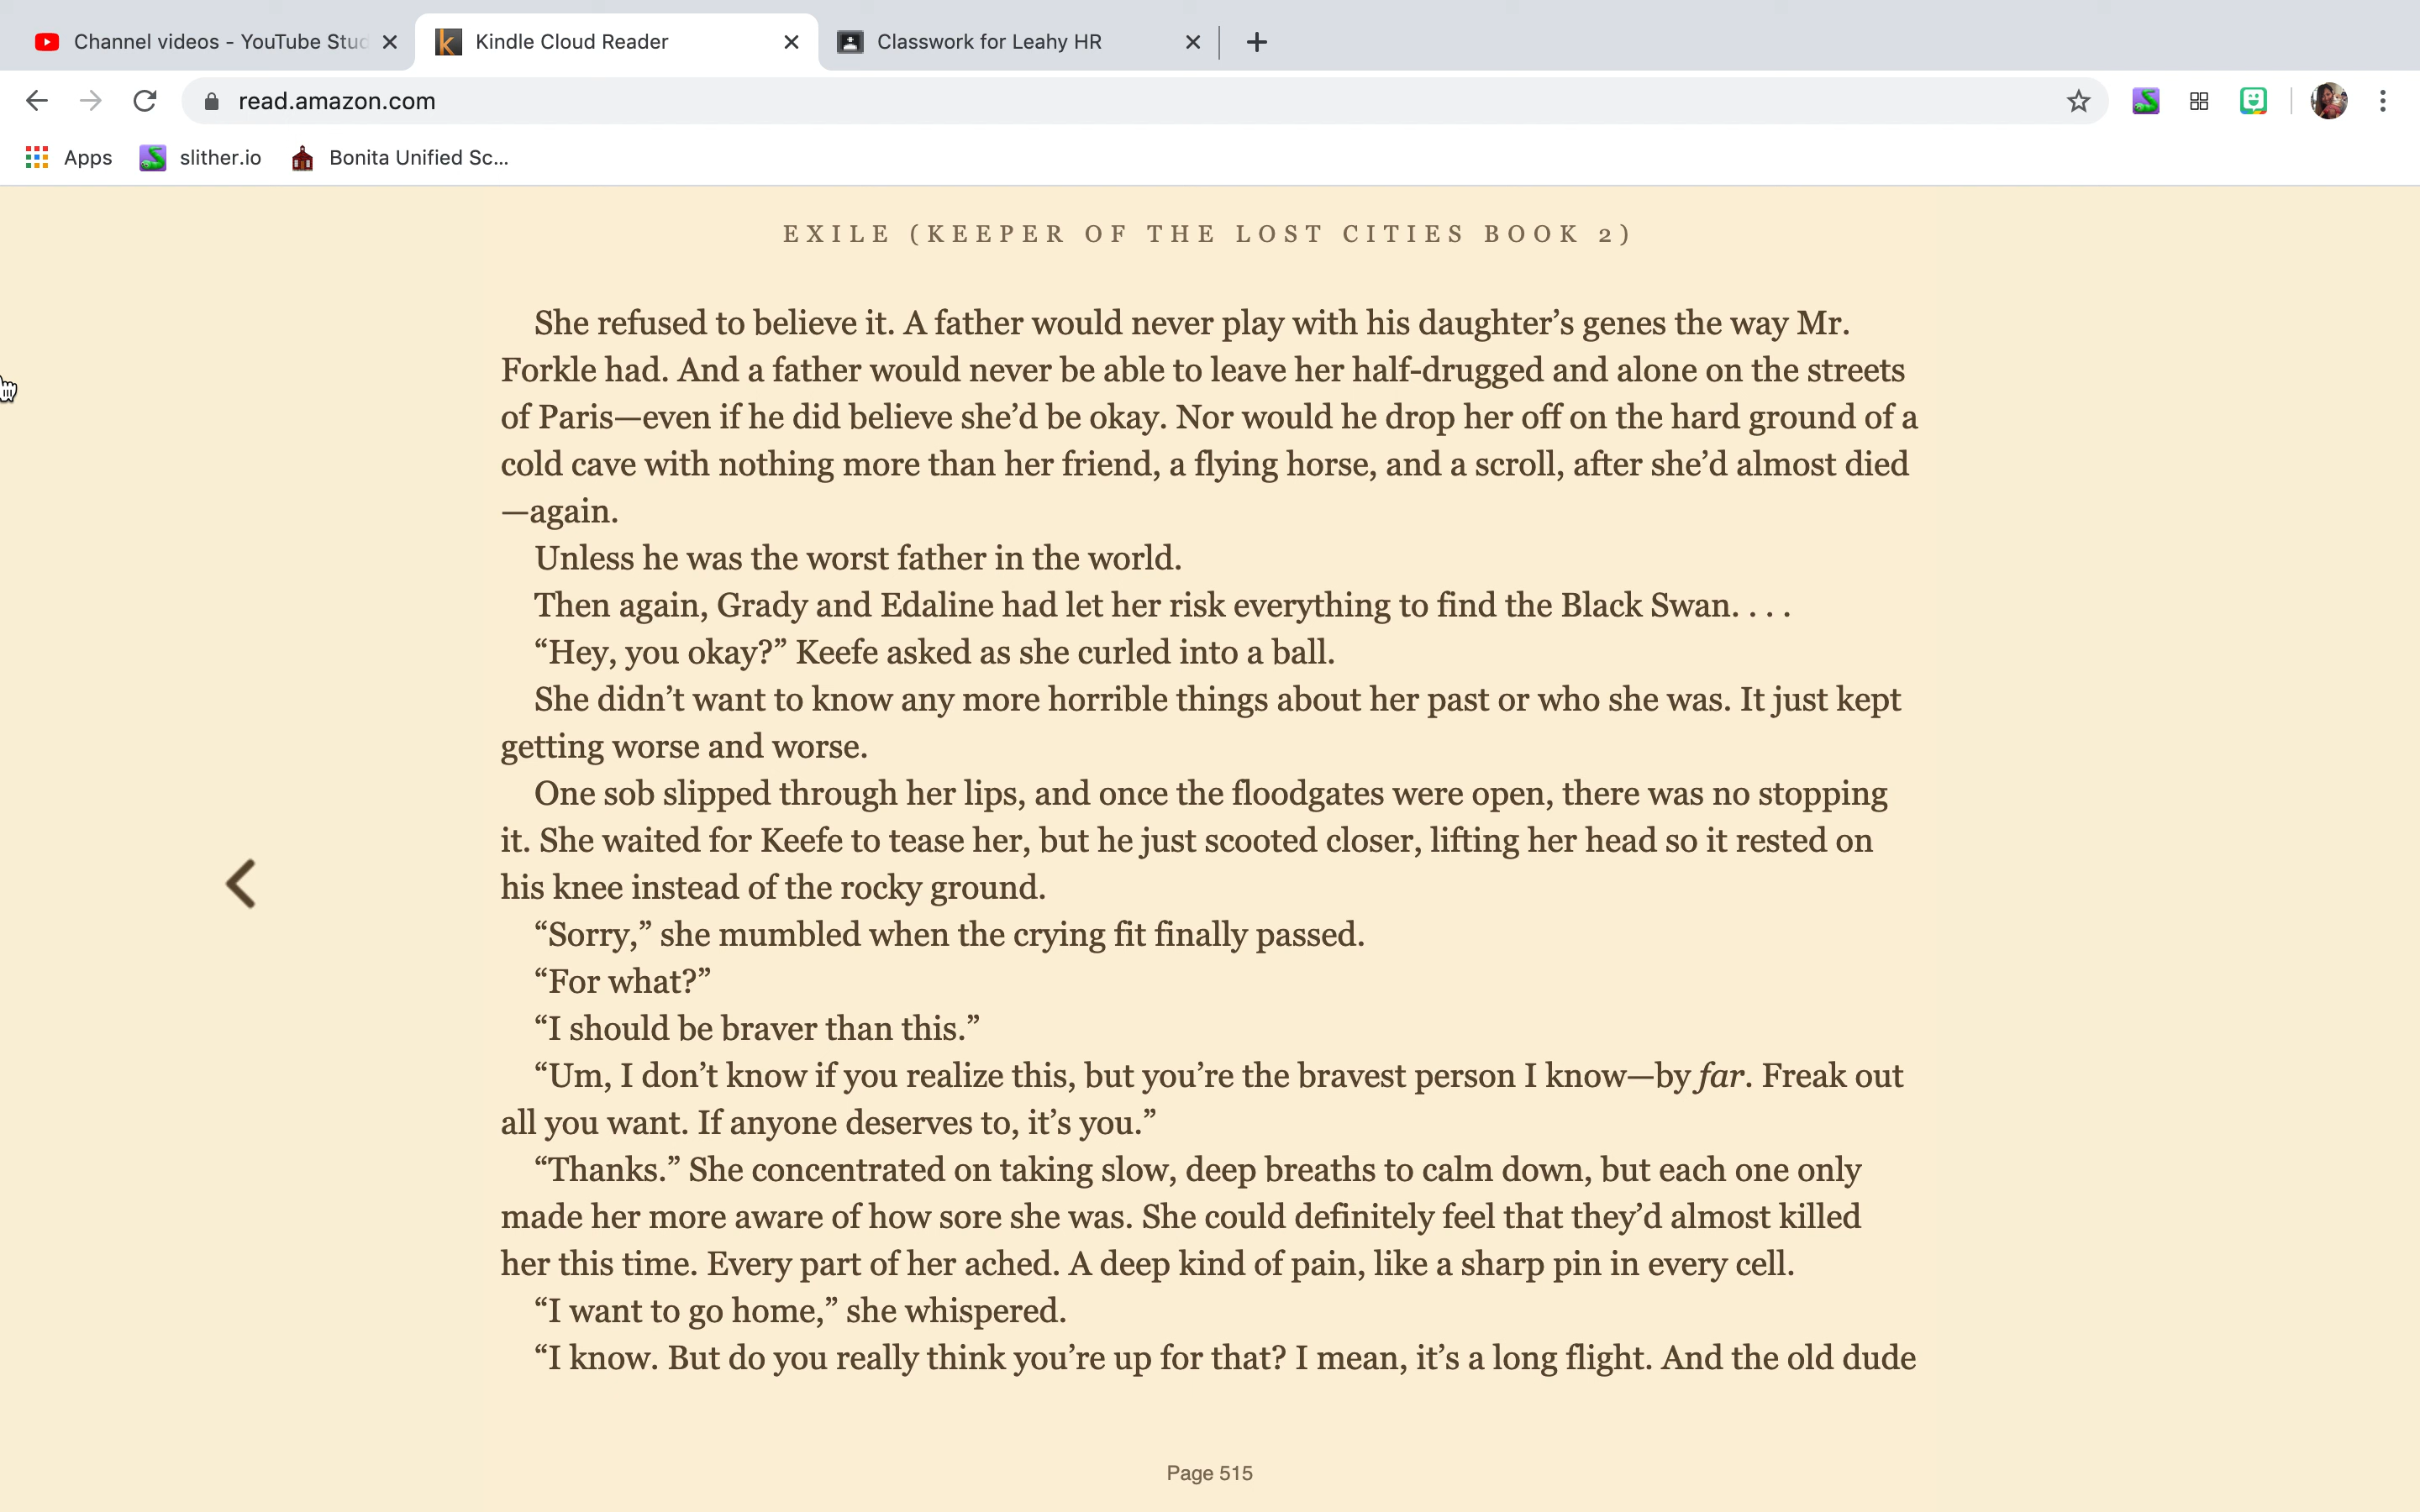 Channel videos - YouTube Stud
Kindle Cloud Reader
Classwork for Leahy HR
read.amazon.com
Apps
slither.io
Bonita Unified Sc...
EXILE (KEEPER OF THE LOST CITIES BOOK 2)
She refused to believe it. A father would never play with his daughter’s genes the way Mr.
Forkle had. And a father would never be able to leave her half-drugged and alone on the streets
of Paris—even if he did believe she’d be okay. Nor would he drop her off on the hard ground of a
cold cave with nothing more than her friend, a flying horse, and a scroll, after she’d almost died
—again.
Unless he was the worst father in the world.
Then again, Grady and Edaline had let her risk everything to find the Black Swan. . . .
“Hey, you okay?” Keefe asked as she curled into a ball.
She didn’t want to know any more horrible things about her past or who she was. It just kept
getting worse and worse.
One sob slipped through her lips, and once the floodgates were open, there was no stopping
it. She waited for Keefe to tease her, but he just scooted closer, lifting her head so it rested on
his knee instead of the rocky ground.
“Sorry,” she mumbled when the crying fit finally passed.
“For what?”
“I should be braver than this.”
“Um, I don’t know if you realize this, but you’re the bravest person I know—by far. Freak out
all you want. If anyone deserves to, it’s you.”
“Thanks.” She concentrated on taking slow, deep breaths to calm down, but each one only
made her more aware of how sore she was. She could definitely feel that they’d almost killed
her this time. Every part of her ached. A deep kind of pain, like a sharp pin in every cell.
“I want to go home,” she whispered.
“I know. But do you really think you’re up for that? I mean, it’s a long flight. And the old dude
Page 515